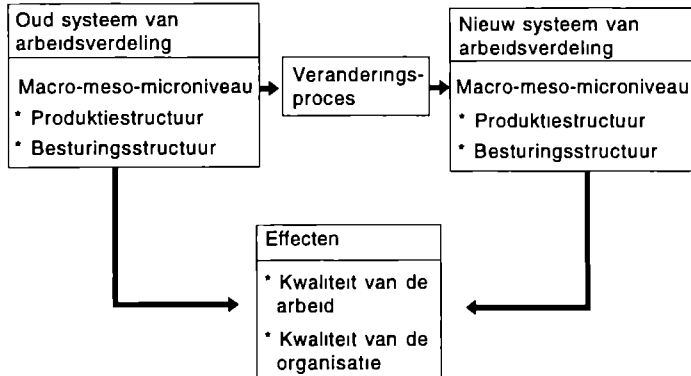 Oud systeem van
arbeidsverdeling
Macro-meso-microniveau
* Produktiestructuur
* Besturingsstructuur
Veranderings-
proces
Nieuw systeem van
arbeidsverdeling
Macro-meso-microniveau
* Produktiestructuur
* Besturingsstructuur
Effecten
* Kwaliteit van de
arbeid
* Kwaliteit van de
organisatie